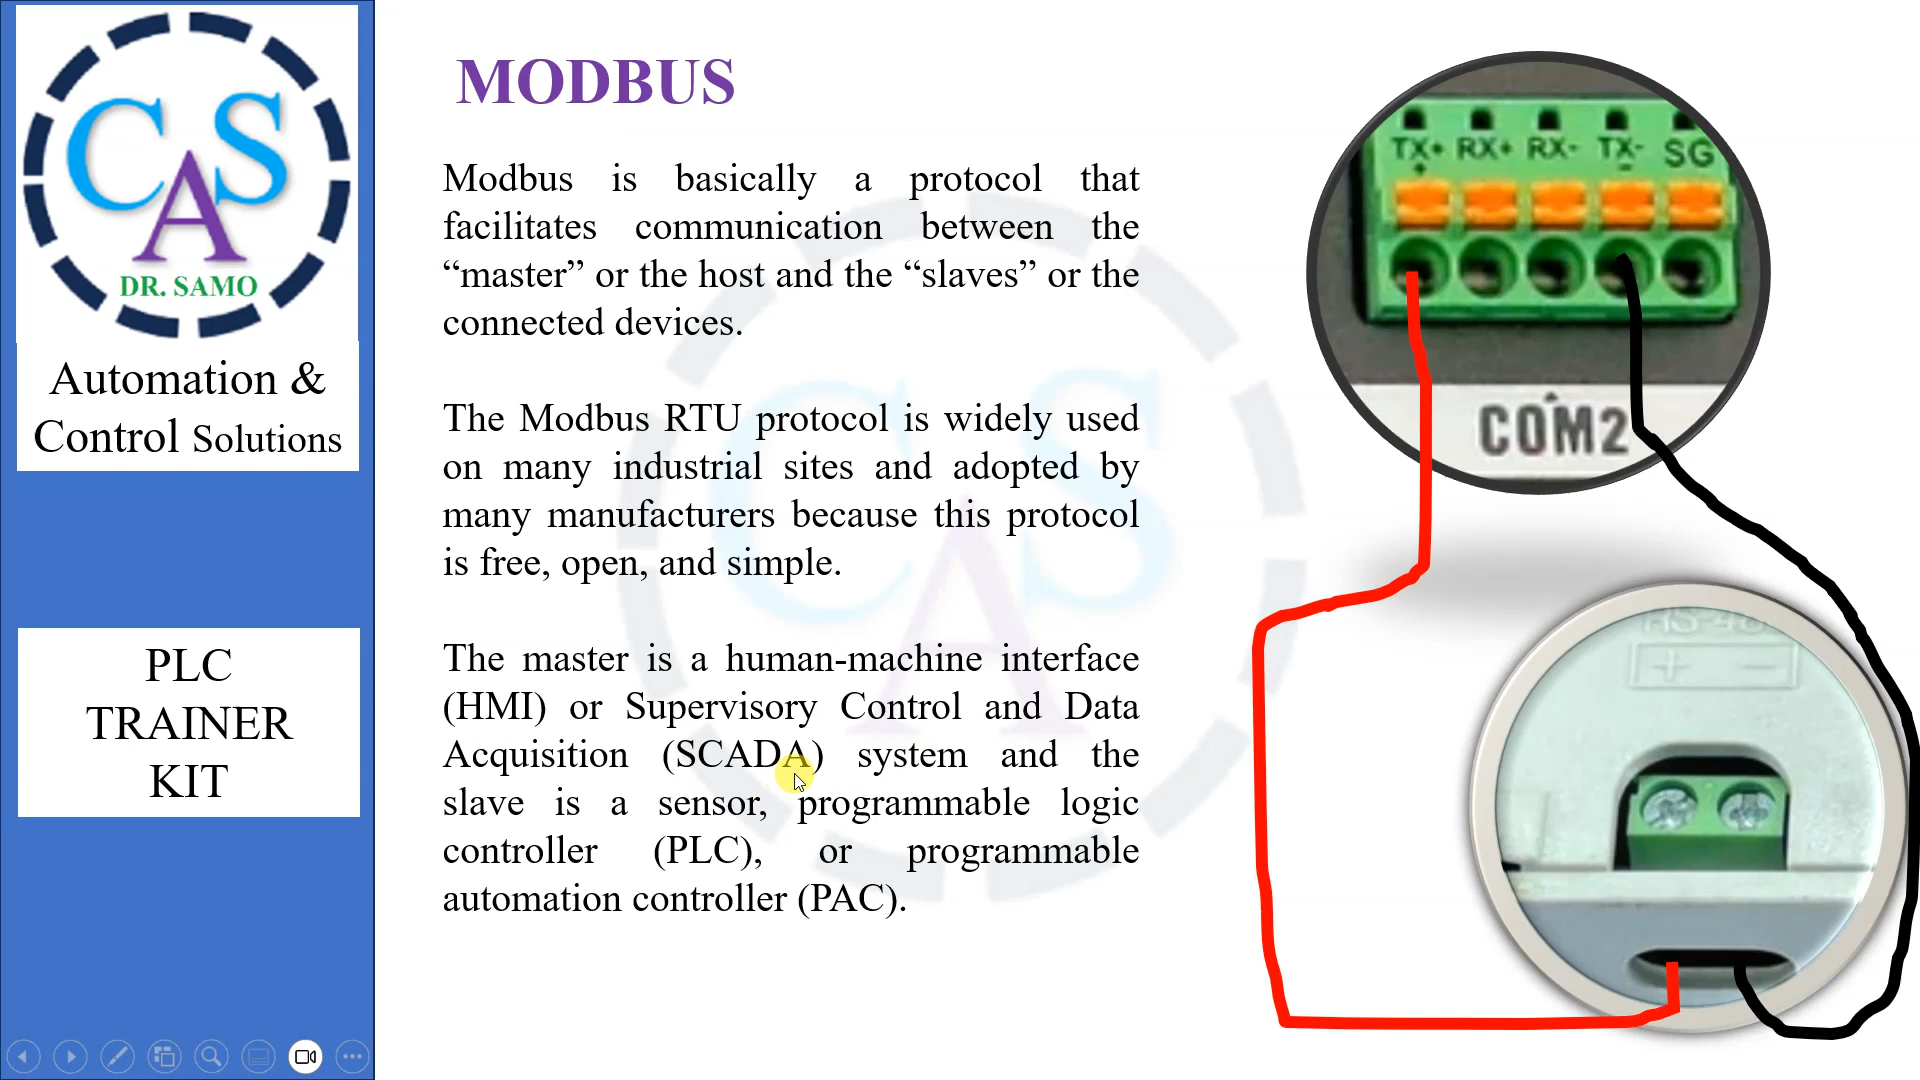 CAS
DR. SAMO
Automation &
Control Solutions
PLC
TRAINER
KIT
MODBUS
Modbus is basically a protocol that
facilitates communication between the
“master” or the host and the “slaves” or the
connected devices.
The Modbus RTU protocol is widely used
on many industrial sites and adopted by
many manufacturers because this protocol
is free, open, and simple.
The master is a human-machine interface
(HMI) or Supervisory Control and Data
Acquisition (SCADA) system and the
slave is a sensor, programmable logic
controller (PLC), or programmable
automation controller (PAC).
TX+ RX+ RX- TX- SG
+ -
COM2
+ -